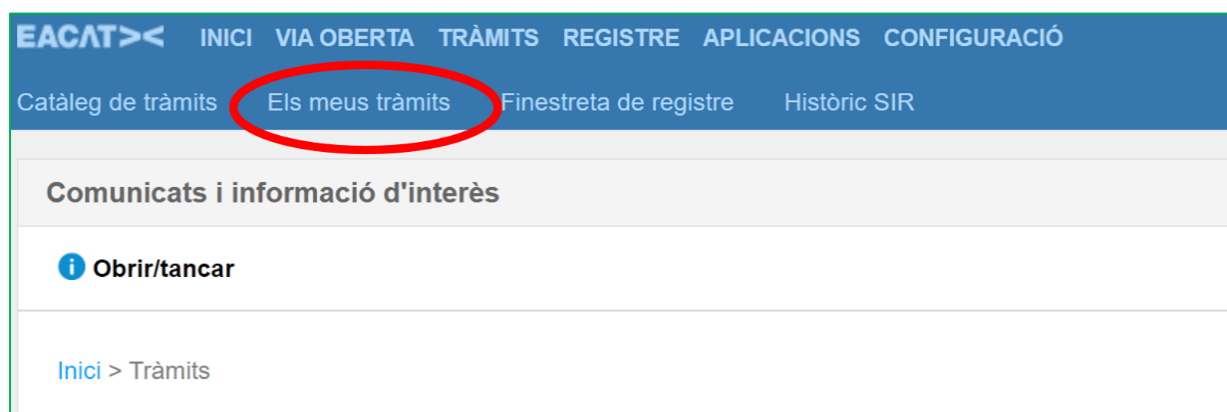 EACAT INICI VIA OBERTA TRÀMITS REGISTRE APLICACIONS CONFIGURACIÓ
Catàleg de tràmits Els meus tràmits Finestreta de registre Històric SIR
Comunicats i informació d'interès
Obrir/tancar
Inici > Tràmits